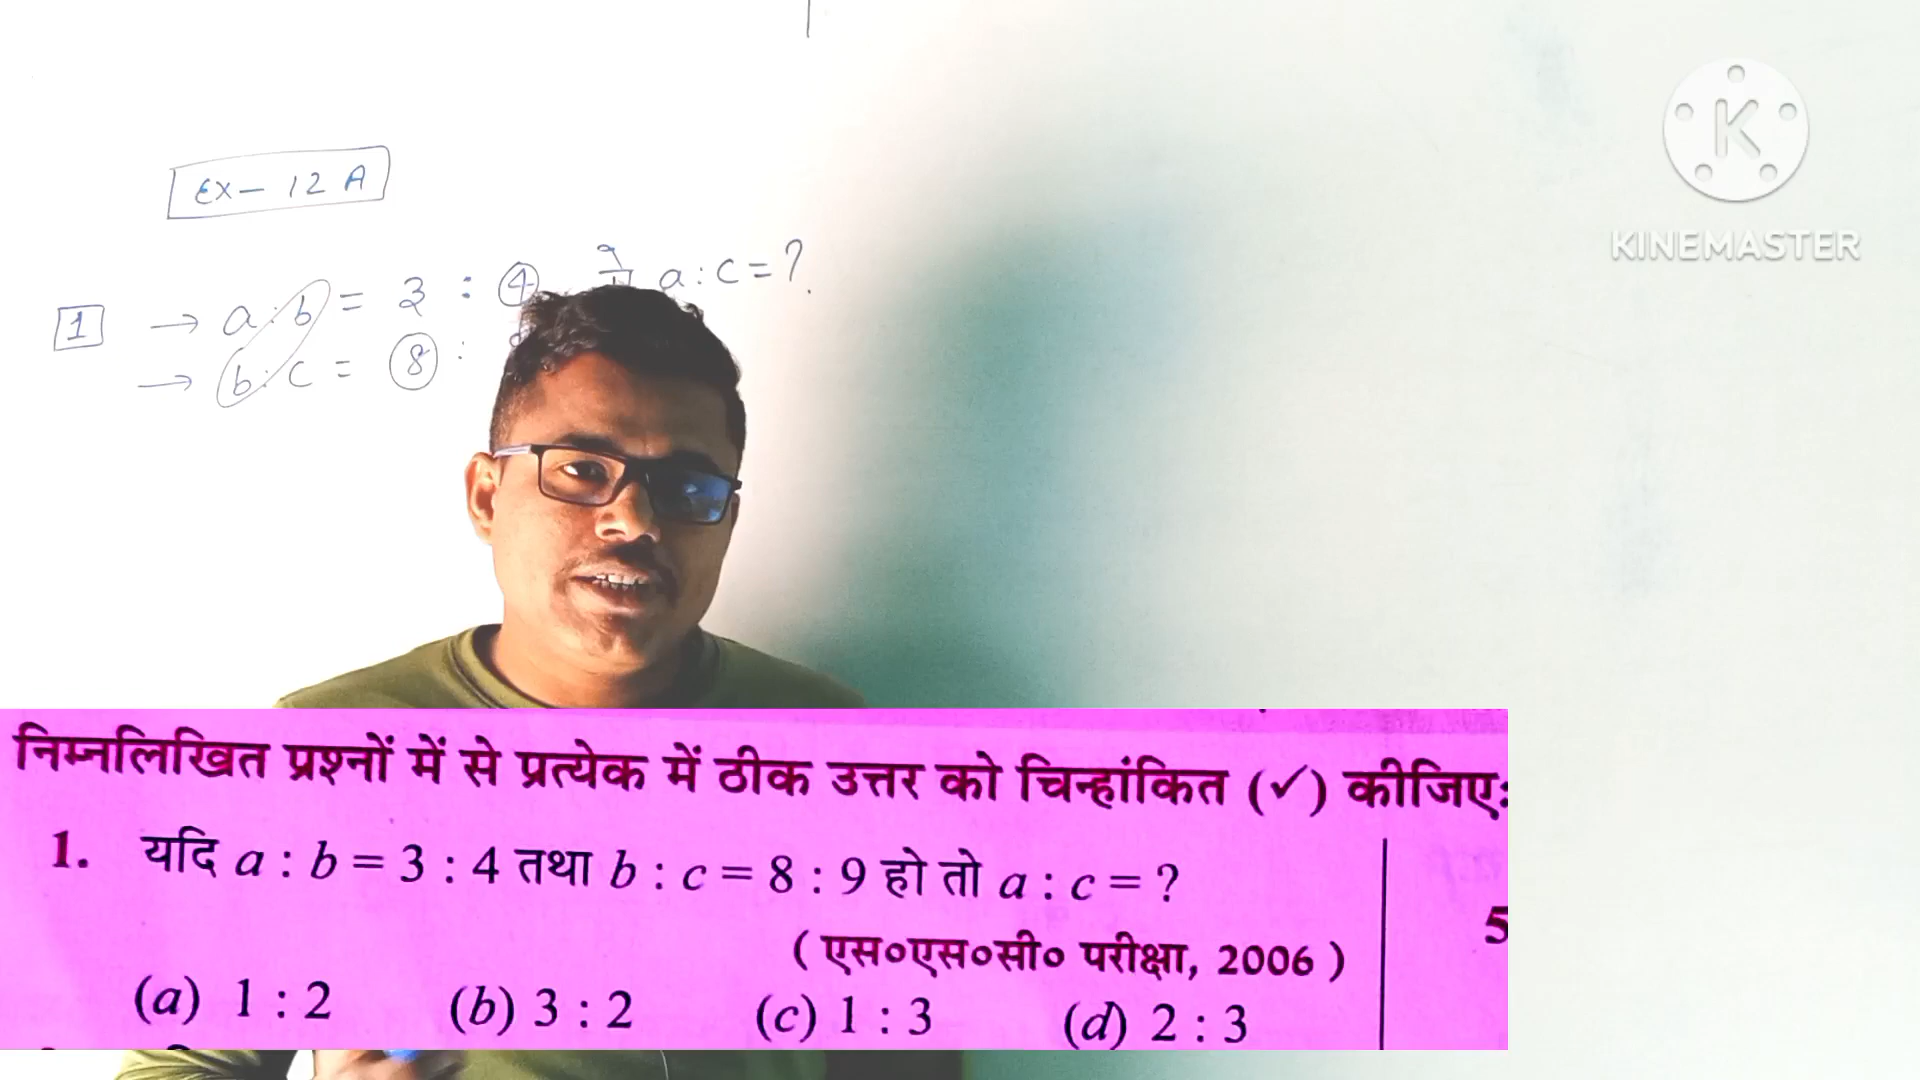 Ex - 12 A
1 → a : b = 3 : 4 तो a : c = ?
→ b : c = 8 :
K
KINEMASTER
निम्नलिखित प्रश्नों में से प्रत्येक में ठीक उत्तर को चिन्हांकित (✓) कीजिए:
1. यदि a : b = 3 : 4 तथा b : c = 8 : 9 हो तो a : c = ?
( एस०एस०सी० परीक्षा, 2006 )
5
(a) 1 : 2 (b) 3 : 2 (c) 1 : 3 (d) 2 : 3